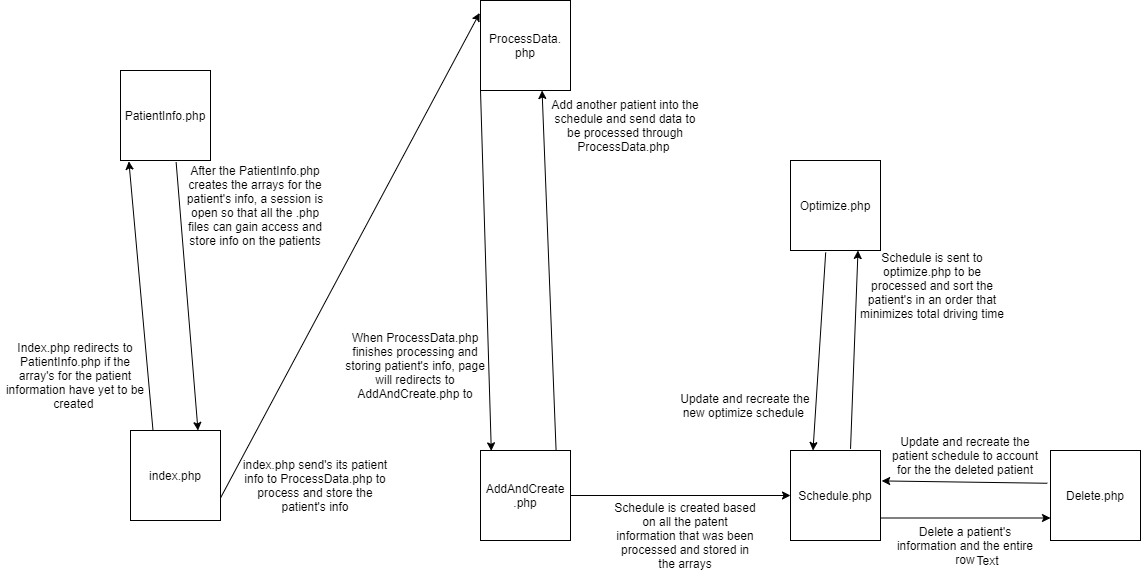 ProcessData.
php
PatientInfo.php
Add another patient into the
schedule and send data to
be processed through
ProcessData.php
After the PatientInfo.php
creates the arrays for the
patient's info, a session is
open so that all the .php
files can gain access and
store info on the patients
Optimize.php
Schedule is sent to
optimize.php to be
processed and sort the
patient's in an order that
minimizes total driving time
Index.php redirects to
PatientInfo.php if the
array's for the patient
information have yet to be
created
When ProcessData.php
finishes processing and
storing patient's info, page
will redirects to
AddAndCreate.php to
Update and recreate the
new optimize schedule
index.php
index.php send's its patient
info to ProcessData.php to
process and store the
patient's info
AddAndCreate
.php
Schedule is created based
on all the patent
information that was been
processed and stored in
the arrays
Schedule.php
Update and recreate the
patient schedule to account
for the the deleted patient
Delete.php
Delete a patient's
information and the entire
row Text